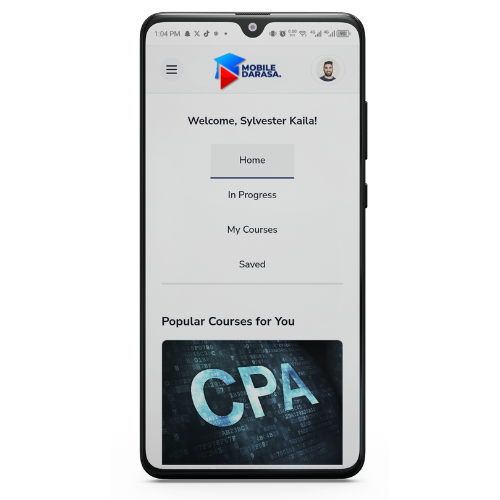 1:04 PM
MOBILE
DARASA.
Welcome, Sylvester Kaila!
Home
In Progress
My Courses
Saved
Popular Courses for You
CPA